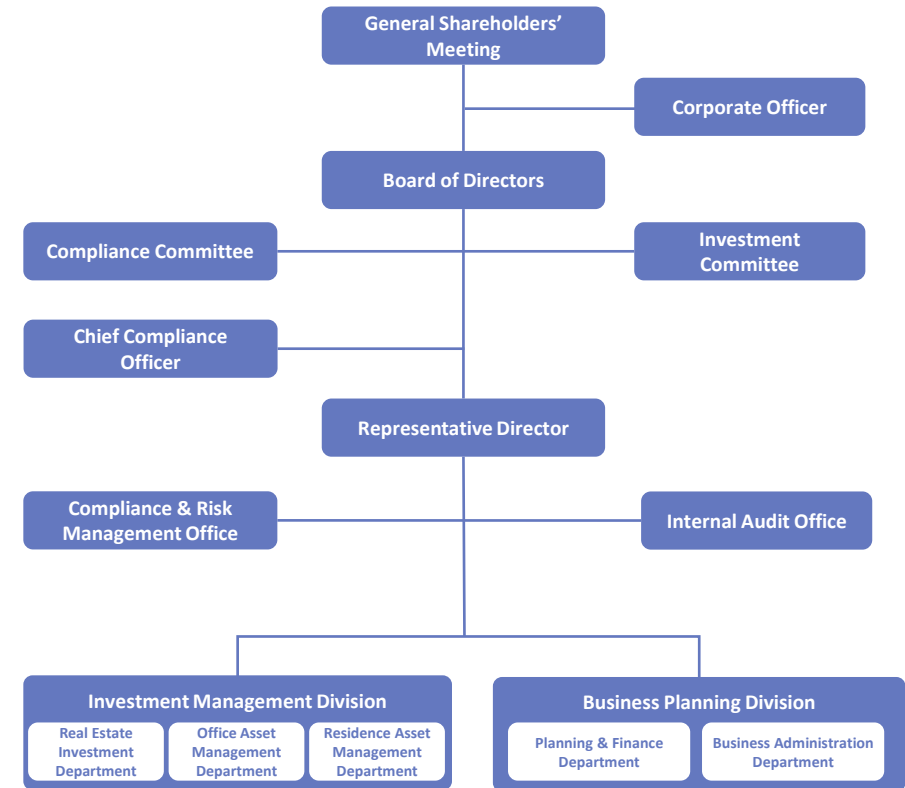 General Shareholders'
Meeting
Corporate Officer
Board of Directors
Compliance Committee
Investment
Committee
Chief Compliance
Officer
Representative Director
Compliance & Risk
Management Office
Internal Audit Office
Investment Management Division
Real Estate
Investment
Department
Office Asset
Management
Department
Residence Asset
Management
Department
Business Planning Division
Planning & Finance
Department
Business Administration
Department